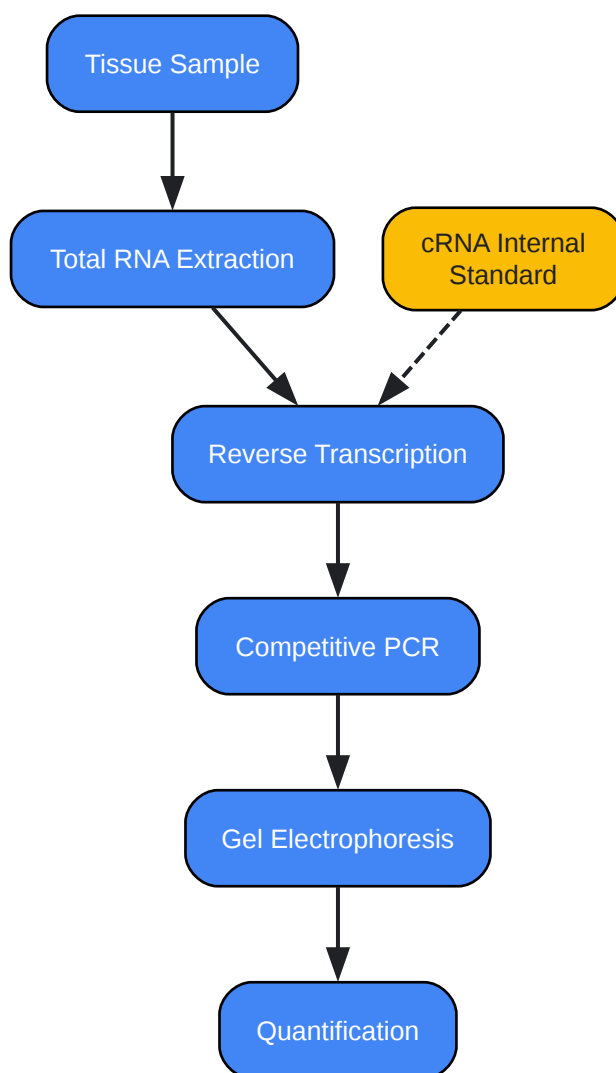 Tissue Sample
Total RNA Extraction
cRNA Internal
Standard
Reverse Transcription
Competitive PCR
Gel Electrophoresis
Quantification